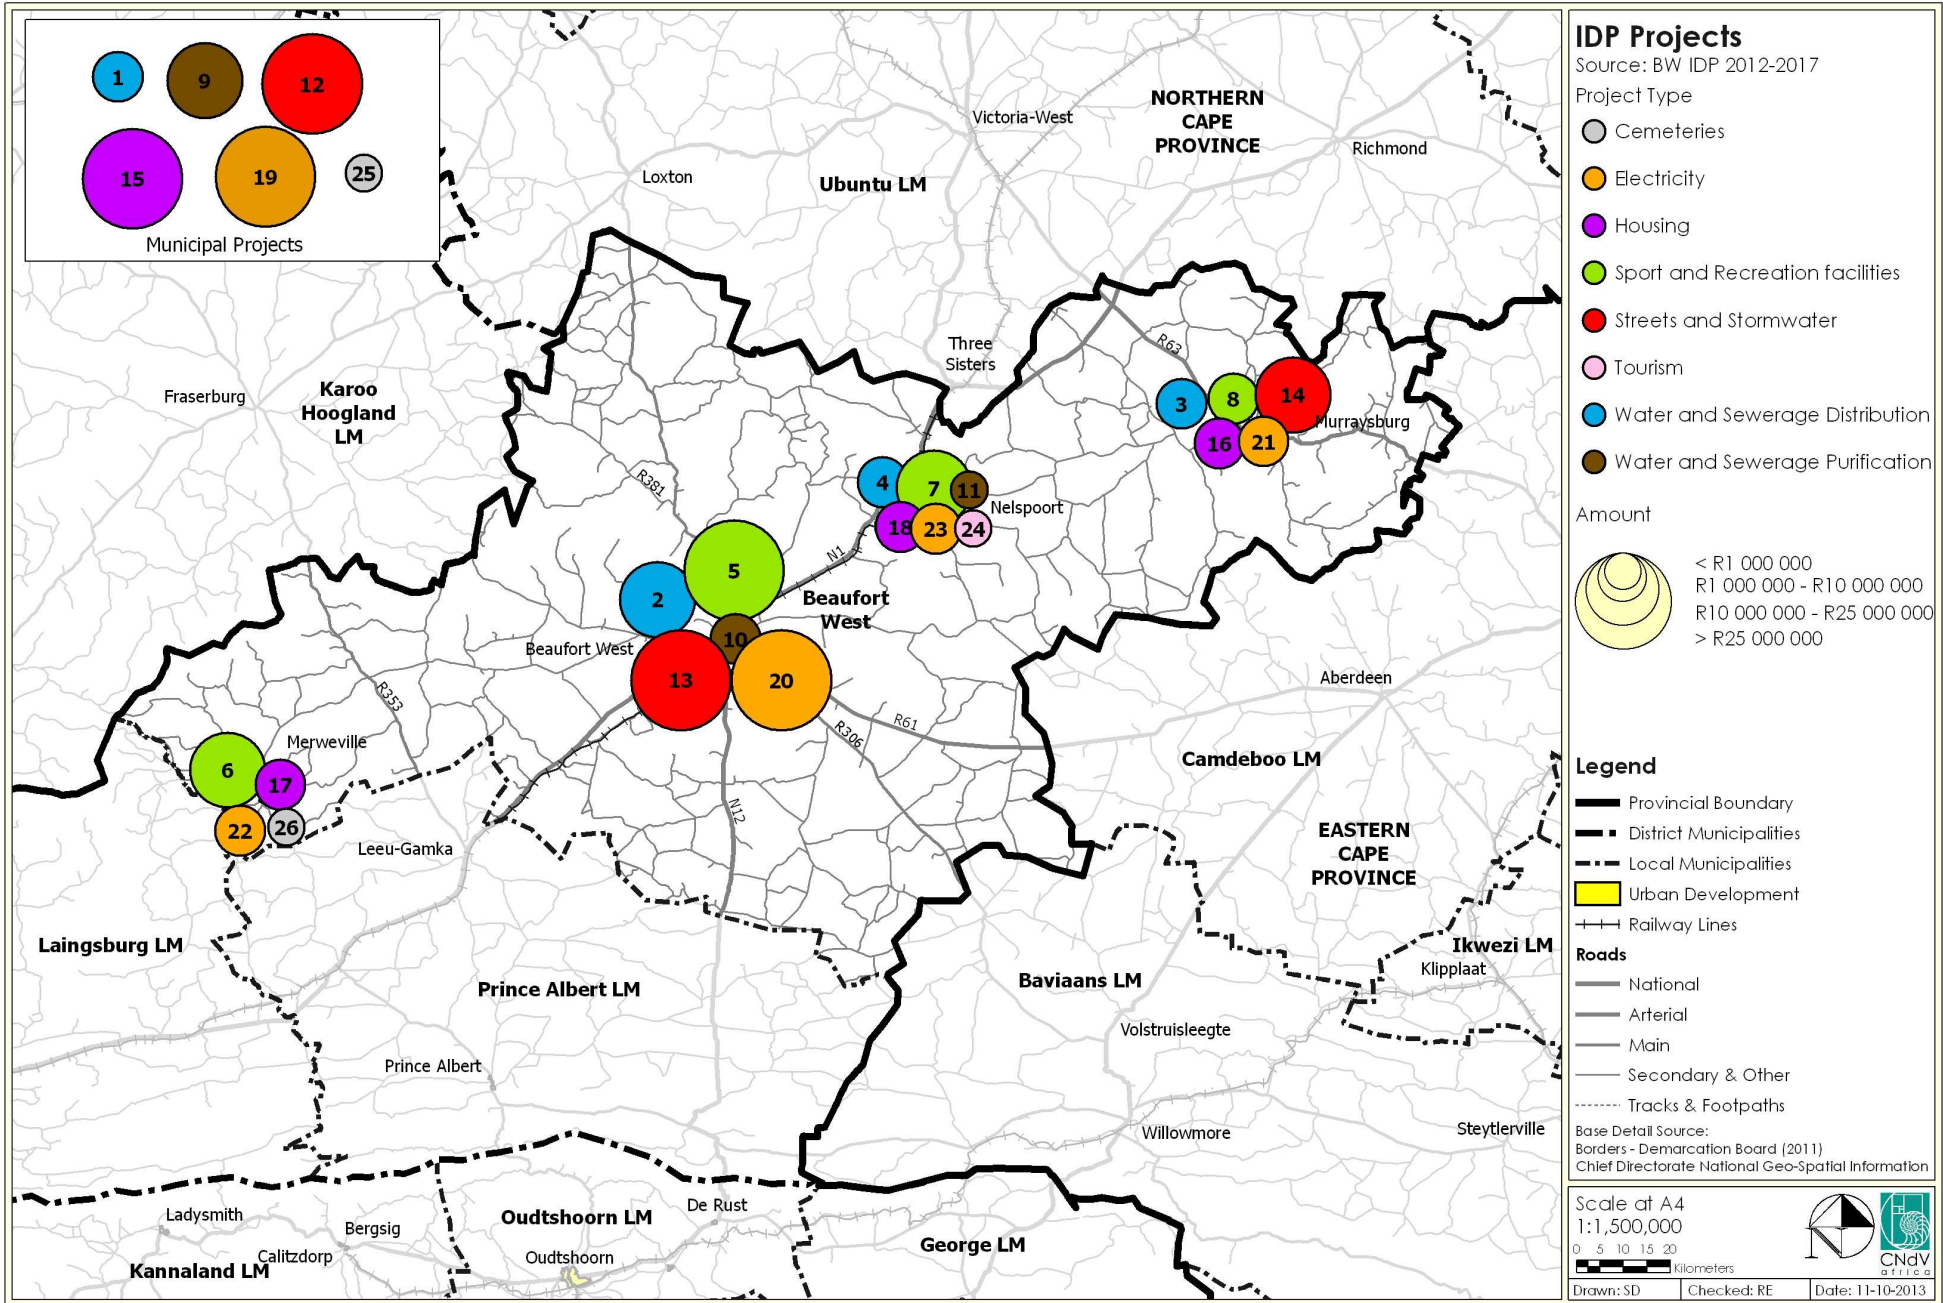 1
9
12
15
19
25
Municipal Projects
NORTHERN
CAPE
PROVINCE
Victoria-West
Richmond
Loxton
Ubuntu LM
Three
Sisters
R63
Fraserburg
Karoo
Hoogland
LM
3
8
14
Murraysburg
16
21
R381
4
7
11
Nelspoort
18
23
24
N1
5
2
Beaufort
West
10
Beaufort West
13
20
Aberdeen
R353
R61
R306
Merweville
6
17
22
26
Camdeboo LM
N12
Leeu-Gamka
EASTERN
CAPE
PROVINCE
Laingsburg LM
Ikwezi LM
Klipplaat
Prince Albert LM
Baviaans LM
Volstruisleegte
Prince Albert
Willowmore
Steytlerville
Ladysmith
Bergsig
Oudtshoorn LM
De Rust
George LM
Calitzdorp
Oudtshoorn
Kannaland LM
IDP Projects
Source: BW IDP 2012-2017
Project Type
Cemeteries
Electricity
Housing
Sport and Recreation facilities
Streets and Stormwater
Tourism
Water and Sewerage Distribution
Water and Sewerage Purification
Amount
< R1 000 000
R1 000 000 - R10 000 000
R10 000 000 - R25 000 000
> R25 000 000
Legend
Provincial Boundary
District Municipalities
Local Municipalities
Urban Development
Railway Lines
Roads
National
Arterial
Main
Secondary & Other
Tracks & Footpaths
Base Detail Source:
Borders - Demarcation Board (2011)
Chief Directorate National Geo-Spatial Information
Scale at A4
1:1,500,000
0 5 10 15 20
Kilometers
N
CNdV
africa
Drawn: SD
Checked: RE
Date: 11-10-2013